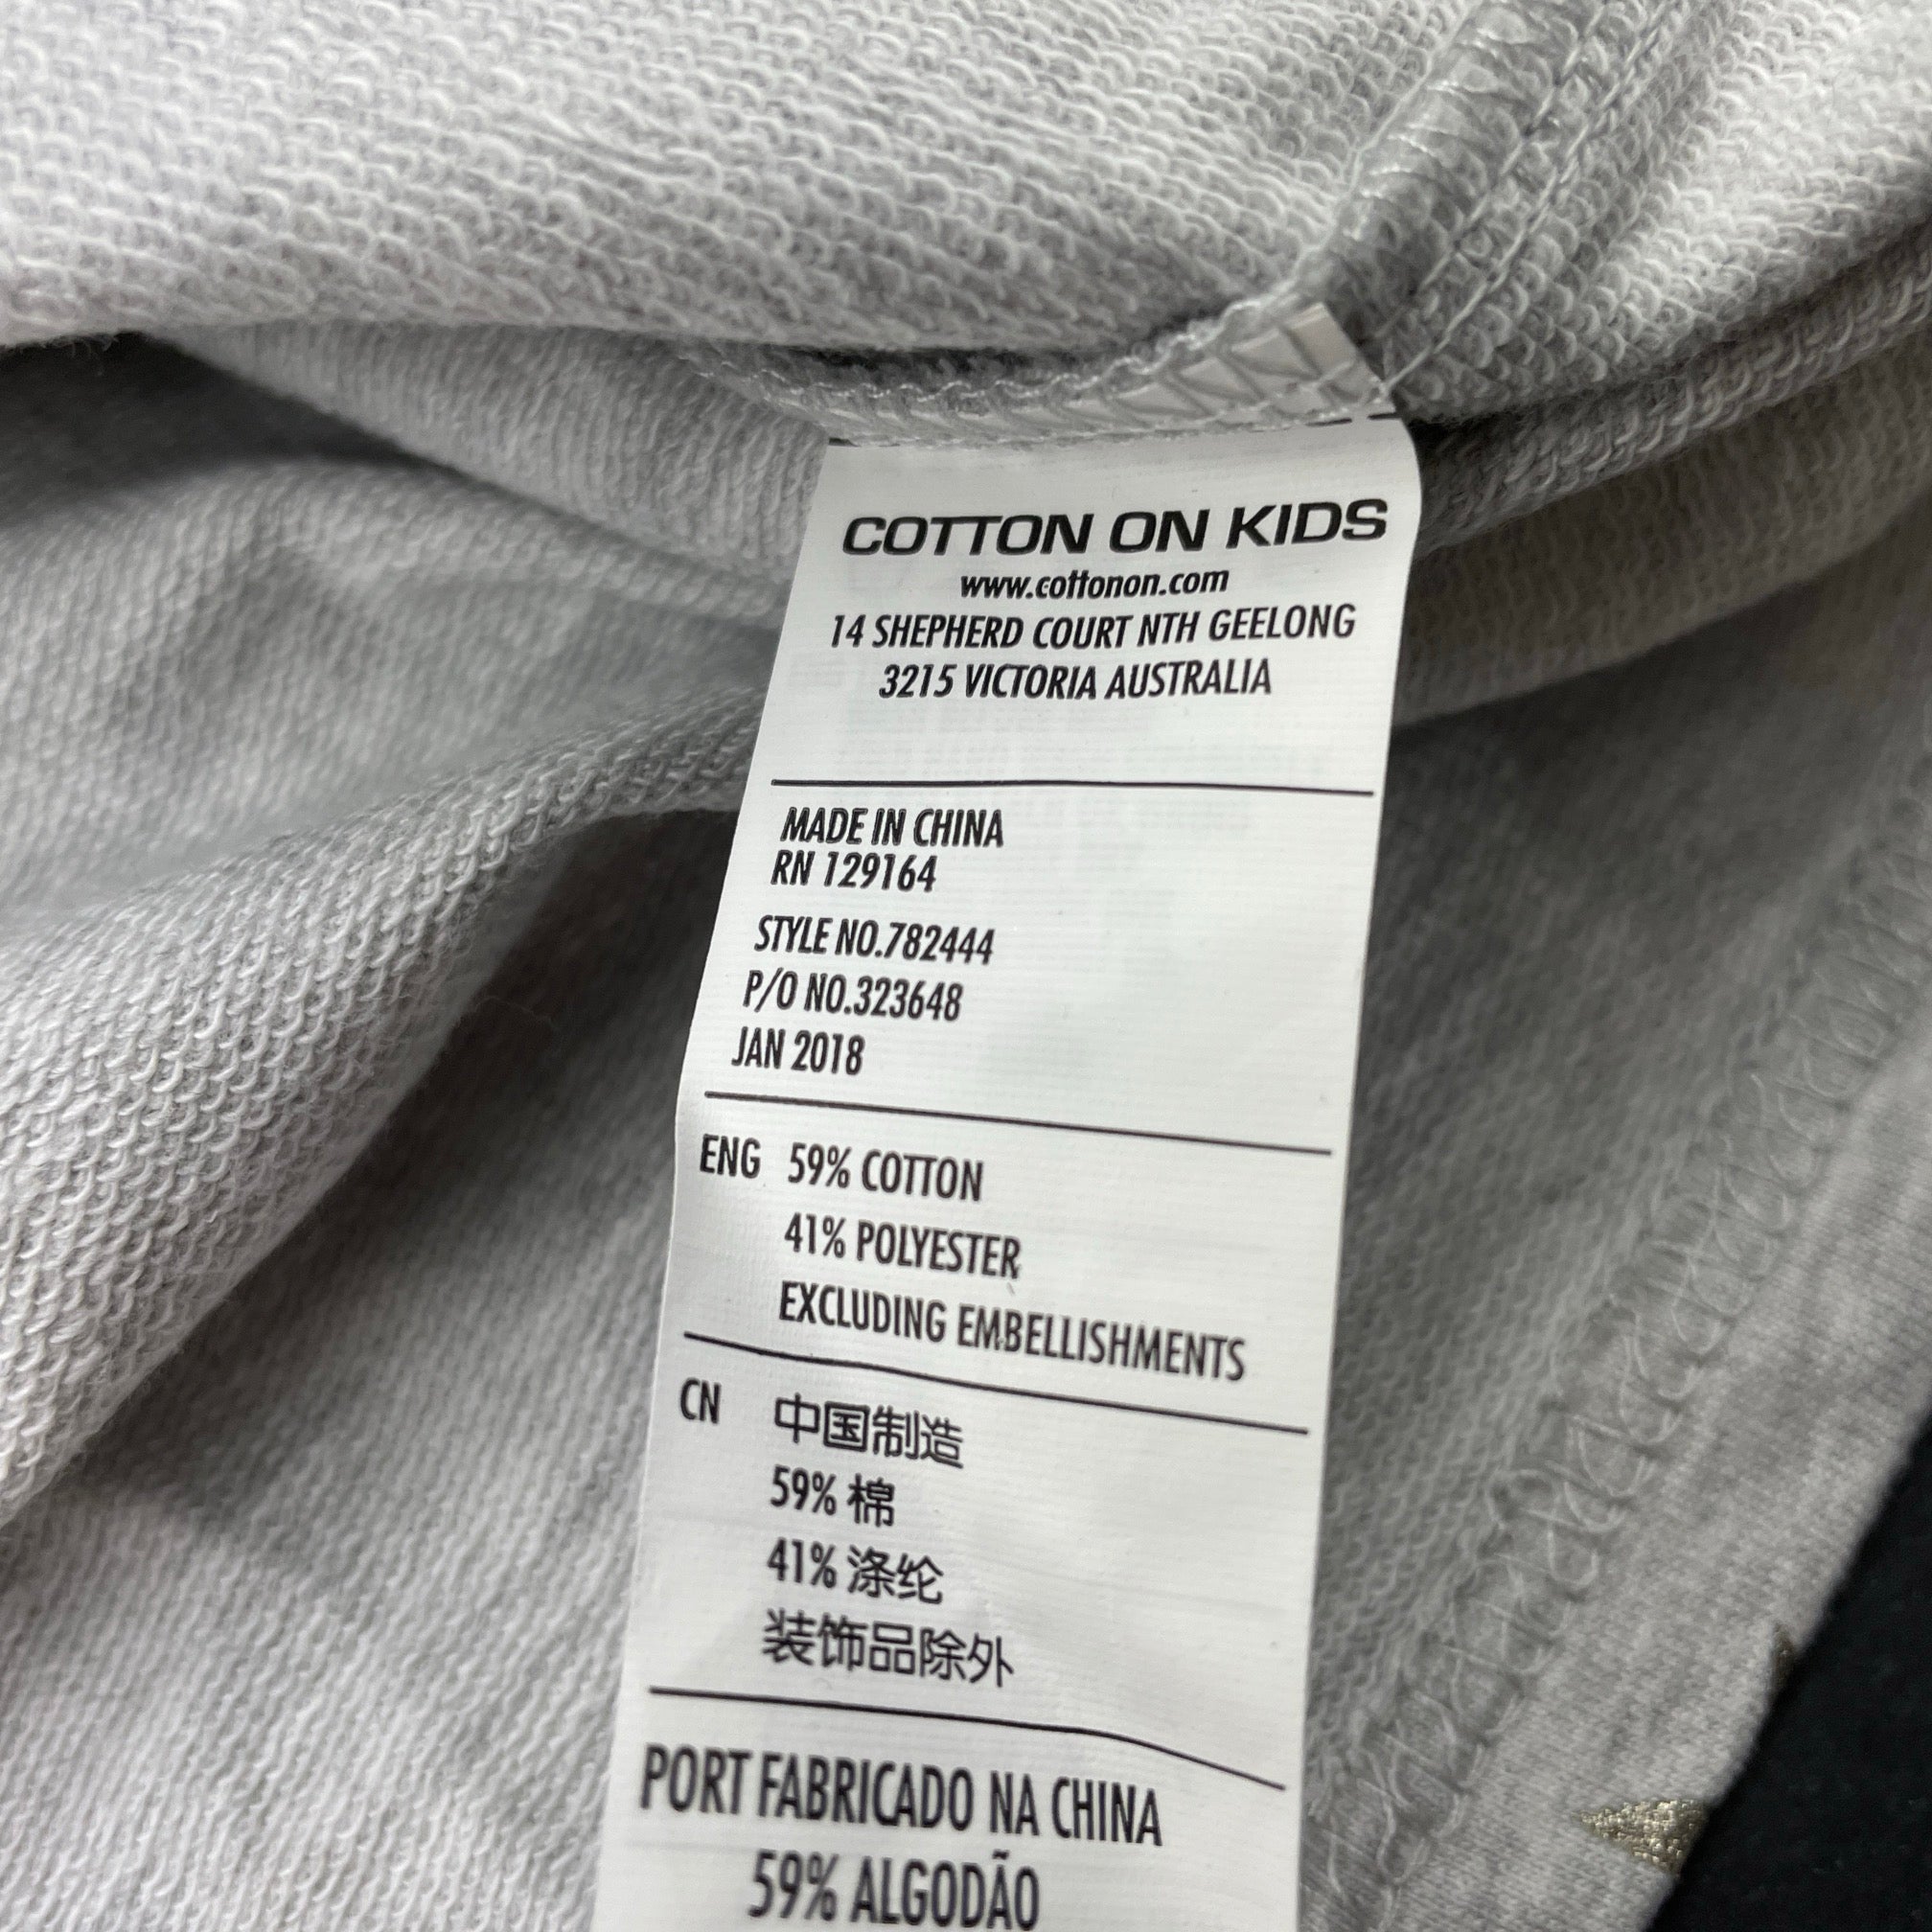 COTTON ON KIDS
www.cottonon.com
14 SHEPHERD COURT NTH GEELONG
3215 VICTORIA AUSTRALIA
MADE IN CHINA
RN 129164
STYLE NO.782444
P/O NO.323648
JAN 2018
ENG 59% COTTON
41% POLYESTER
EXCLUDING EMBELLISHMENTS
CN 中国制造
59% 棉
41% 涤纶
装饰品除外
PORT FABRICADO NA CHINA
59% ALGODÃO